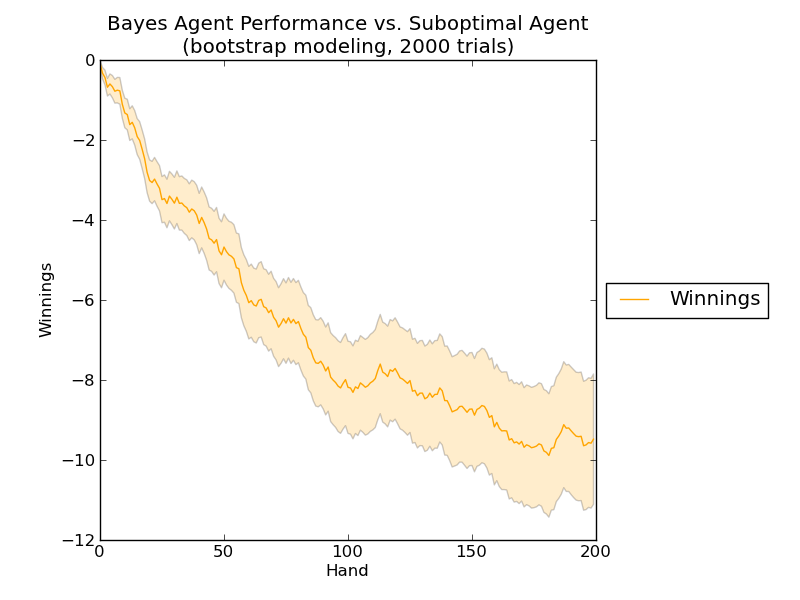 Bayes Agent Performance vs. Suboptimal Agent
(bootstrap modeling, 2000 trials)
0
−2
−4
−6
−8
−10
−12
Winnings
0 50 100 150 200
Hand
Winnings